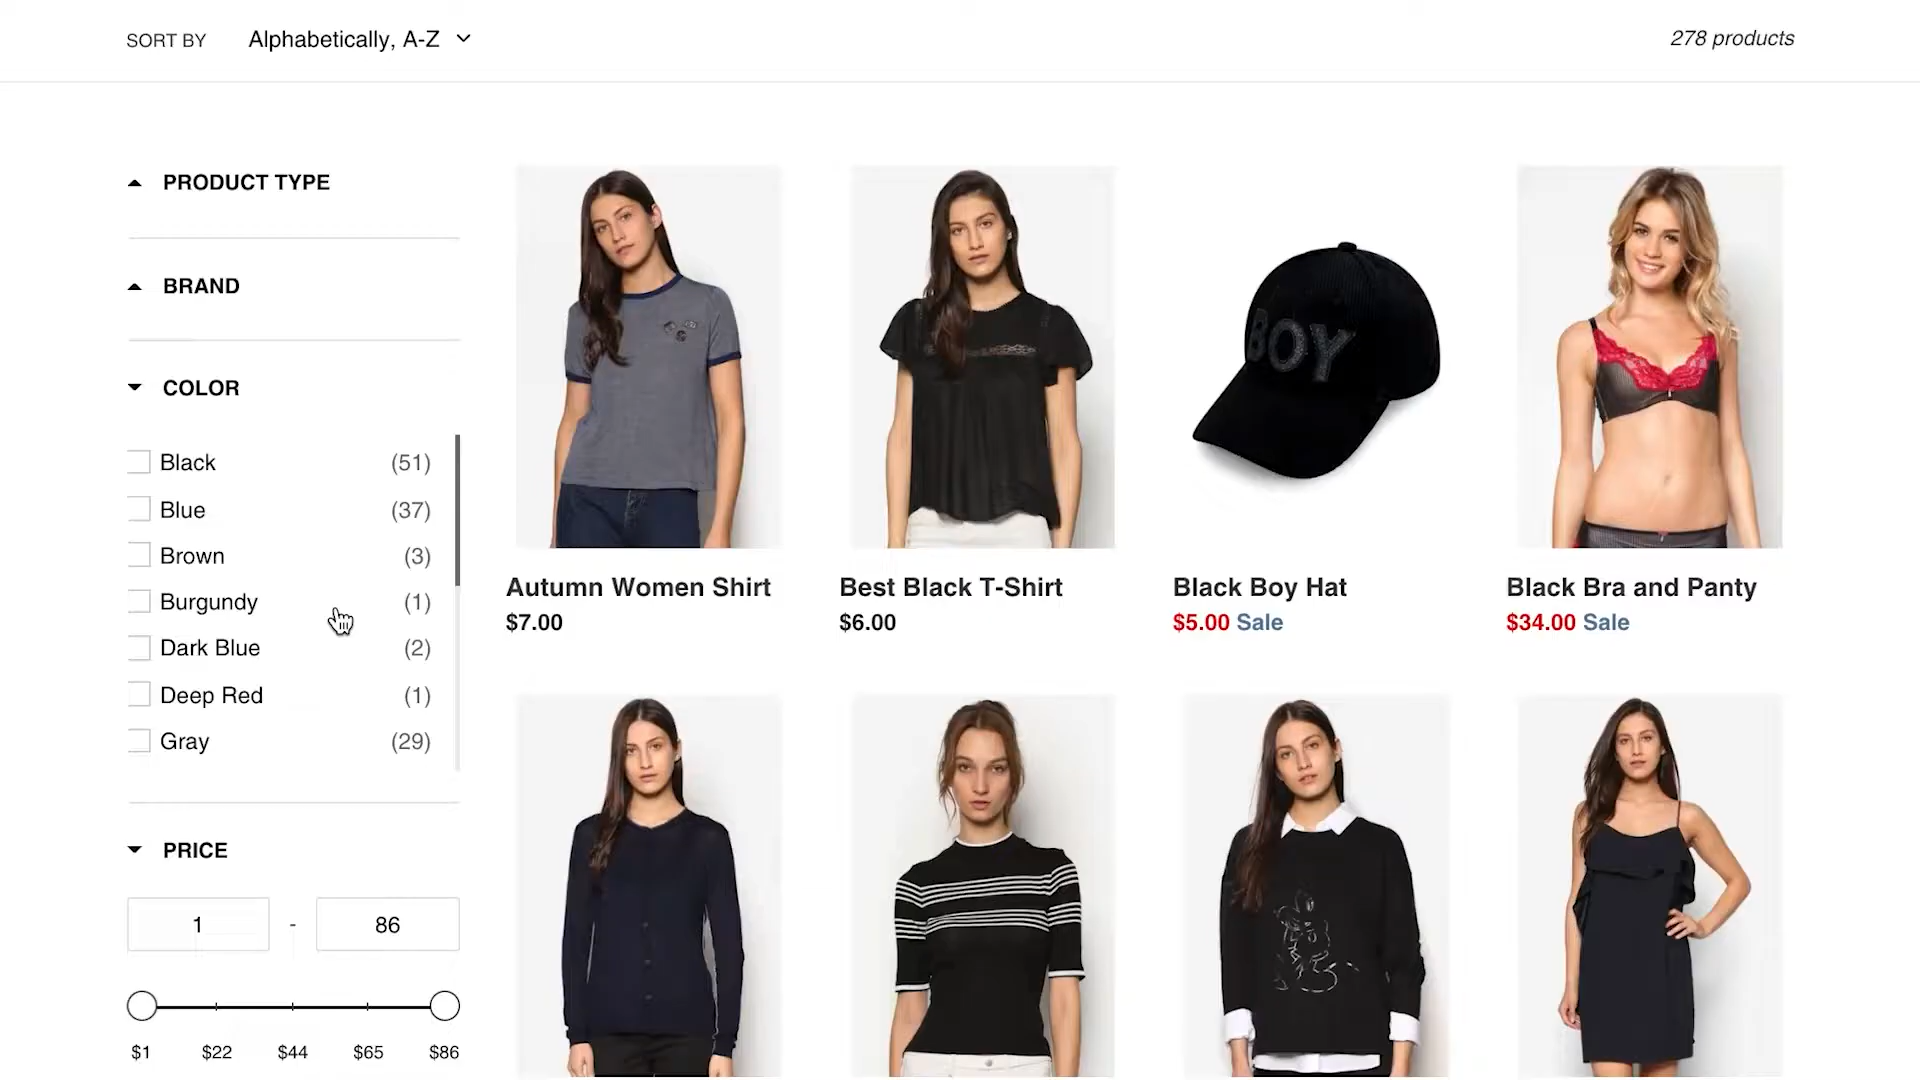 SORT BY Alphabetically, A-Z
278 products
PRODUCT TYPE
BRAND
COLOR
Black (51)
Blue (37)
Brown (3)
Burgundy (1)
Dark Blue (2)
Deep Red (1)
Gray (29)
PRICE
1 - 86
$1 $22 $44 $65 $86
BOY
Autumn Women Shirt
$7.00
Best Black T-Shirt
$6.00
Black Boy Hat
$5.00 Sale
Black Bra and Panty
$34.00 Sale